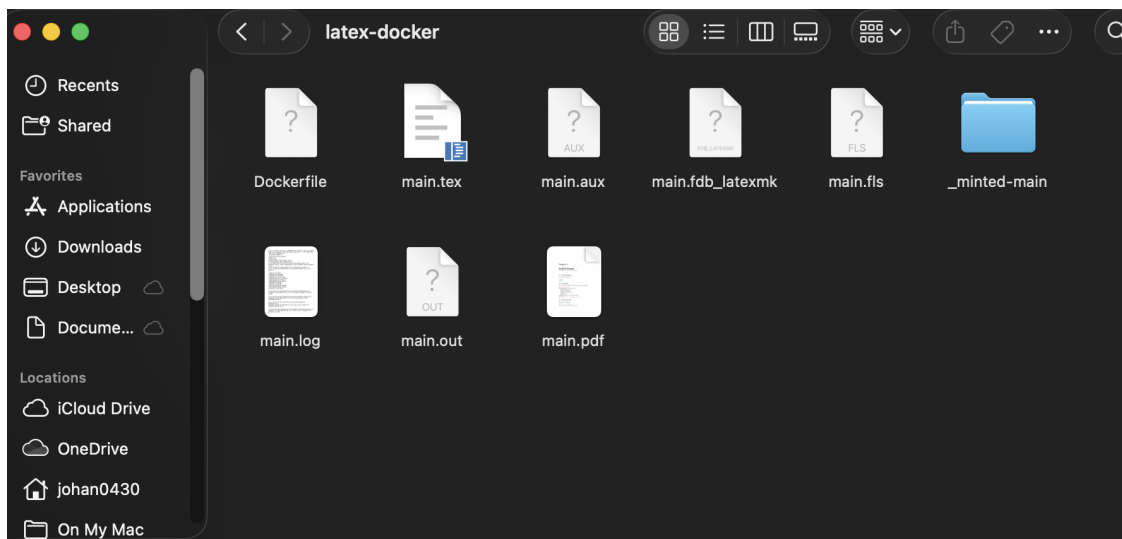 latex-docker
Recents
Shared
Favorites
Applications
Downloads
Desktop
Docume...
Locations
iCloud Drive
OneDrive
johan0430
On My Mac
Dockerfile
main.tex
AUX
main.aux
FDB_LATEXMK
main.fdb_latexmk
FLS
main.fls
_minted-main
main.log
OUT
main.out
main.pdf